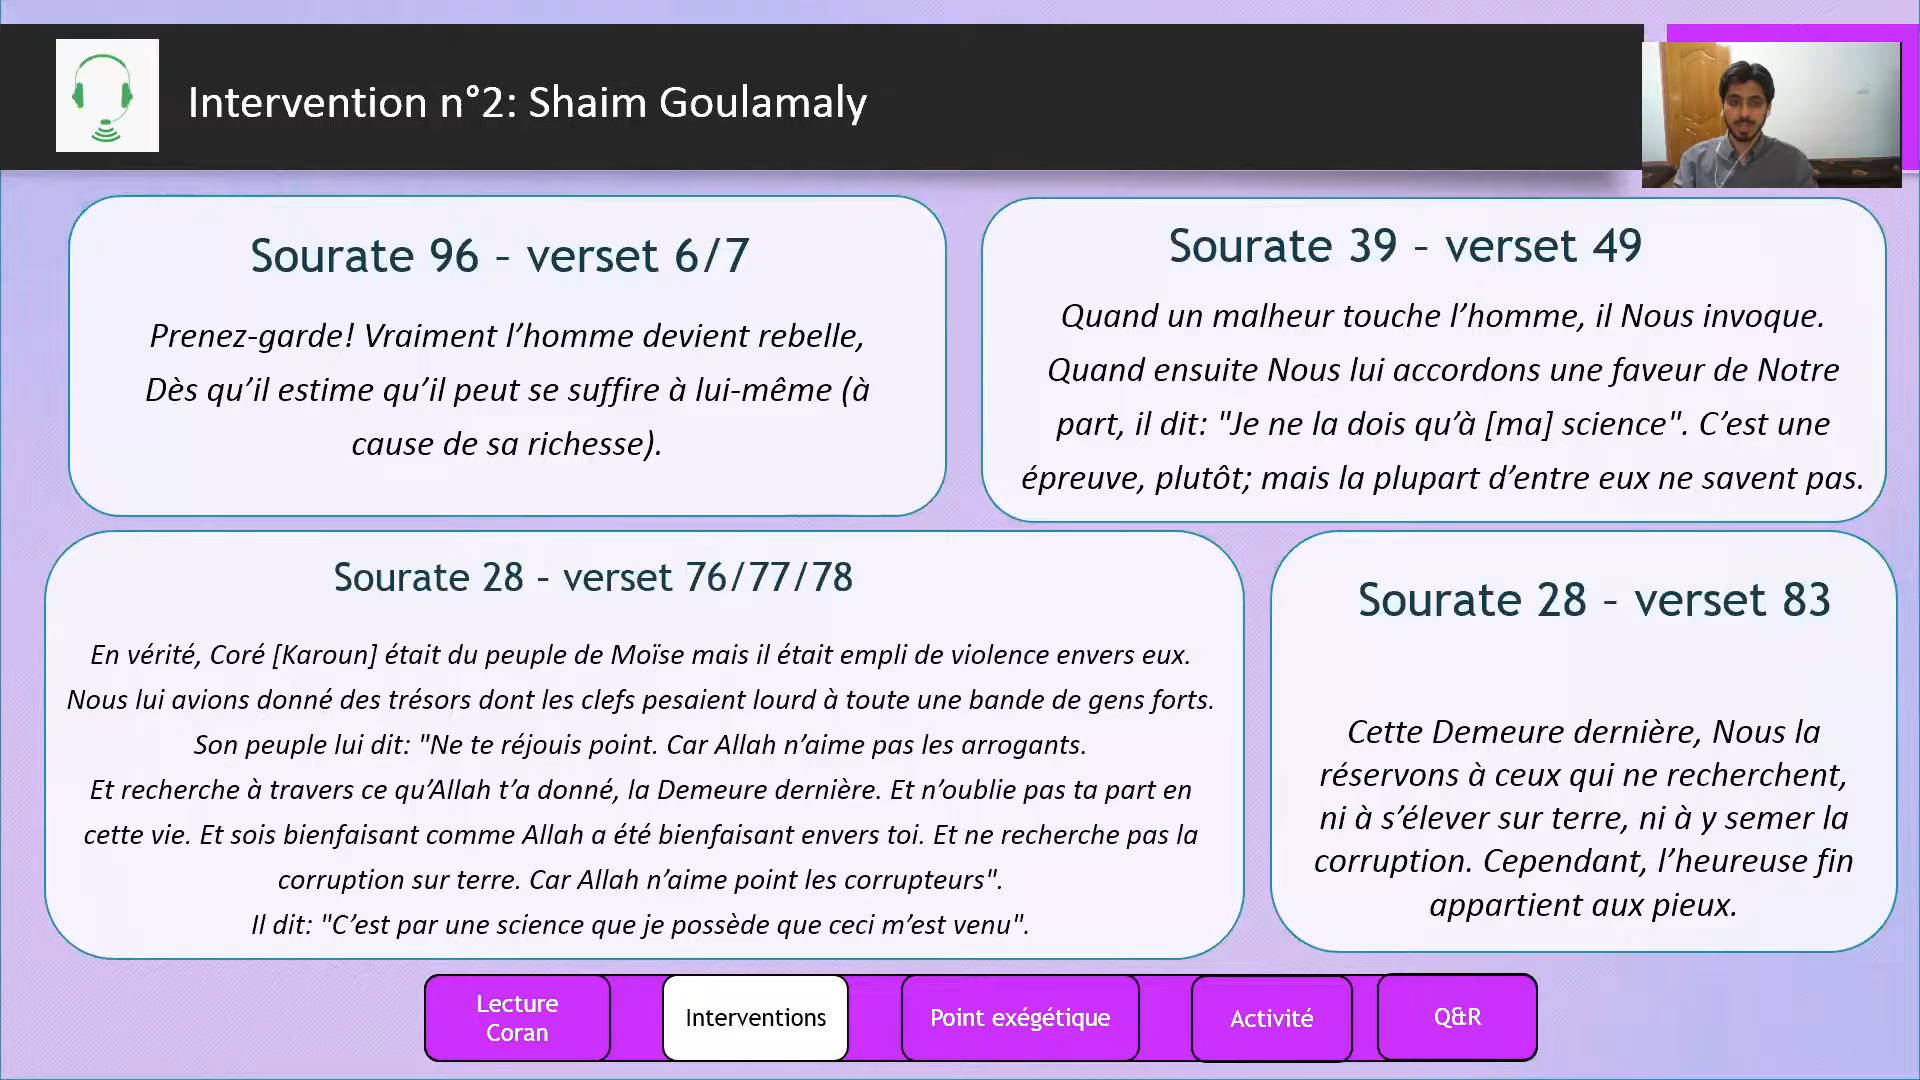 Intervention n°2: Shaim Goulamaly
Sourate 96 – verset 6/7
Prenez-garde! Vraiment l’homme devient rebelle,
Dès qu’il estime qu’il peut se suffire à lui-même (à
cause de sa richesse).
Sourate 39 – verset 49
Quand un malheur touche l’homme, il Nous invoque.
Quand ensuite Nous lui accordons une faveur de Notre
part, il dit: "Je ne la dois qu’à [ma] science". C’est une
épreuve, plutôt; mais la plupart d’entre eux ne savent pas.
Sourate 28 – verset 76/77/78
En vérité, Coré [Karoun] était du peuple de Moïse mais il était empli de violence envers eux.
Nous lui avions donné des trésors dont les clefs pesaient lourd à toute une bande de gens forts.
Son peuple lui dit: "Ne te réjouis point. Car Allah n’aime pas les arrogants.
Et recherche à travers ce qu’Allah t’a donné, la Demeure dernière. Et n’oublie pas ta part en
cette vie. Et sois bienfaisant comme Allah a été bienfaisant envers toi. Et ne recherche pas la
corruption sur terre. Car Allah n’aime point les corrupteurs".
Il dit: "C’est par une science que je possède que ceci m’est venu".
Sourate 28 – verset 83
Cette Demeure dernière, Nous la
réservons à ceux qui ne recherchent,
ni à s’élever sur terre, ni à y semer la
corruption. Cependant, l’heureuse fin
appartient aux pieux.
Lecture
Coran
Interventions
Point exégétique
Activité
Q&R